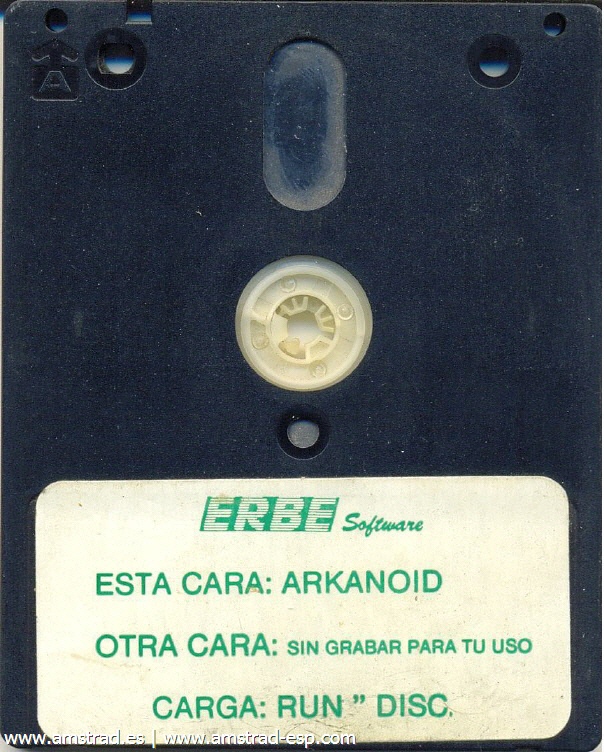 A
ERBE Software
ESTA CARA: ARKANOID
OTRA CARA: SIN GRABAR PARA TU USO
CARGA: RUN ” DISC.
www.amstrad.es | www.amstrad-esp.com